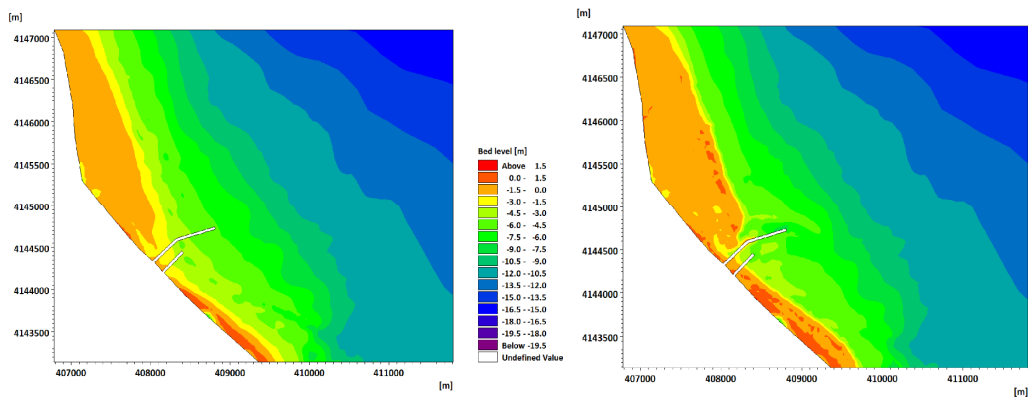 [m]
4147000
4146500
4146000
4145500
4145000
4144500
4144000
4143500
407000 408000 409000 410000 411000
[m]
Bed level [m]
Above 1.5
0.0 - 1.5
-1.5 - 0.0
-3.0 - -1.5
-4.5 - -3.0
-6.0 - -4.5
-7.5 - -6.0
-9.0 - -7.5
-10.5 - -9.0
-12.0 - -10.5
-13.5 - -12.0
-15.0 - -13.5
-16.5 - -15.0
-18.0 - -16.5
-19.5 - -18.0
Below -19.5
Undefined Value
[m]
4147000
4146500
4146000
4145500
4145000
4144500
4144000
4143500
407000 408000 409000 410000 411000
[m]